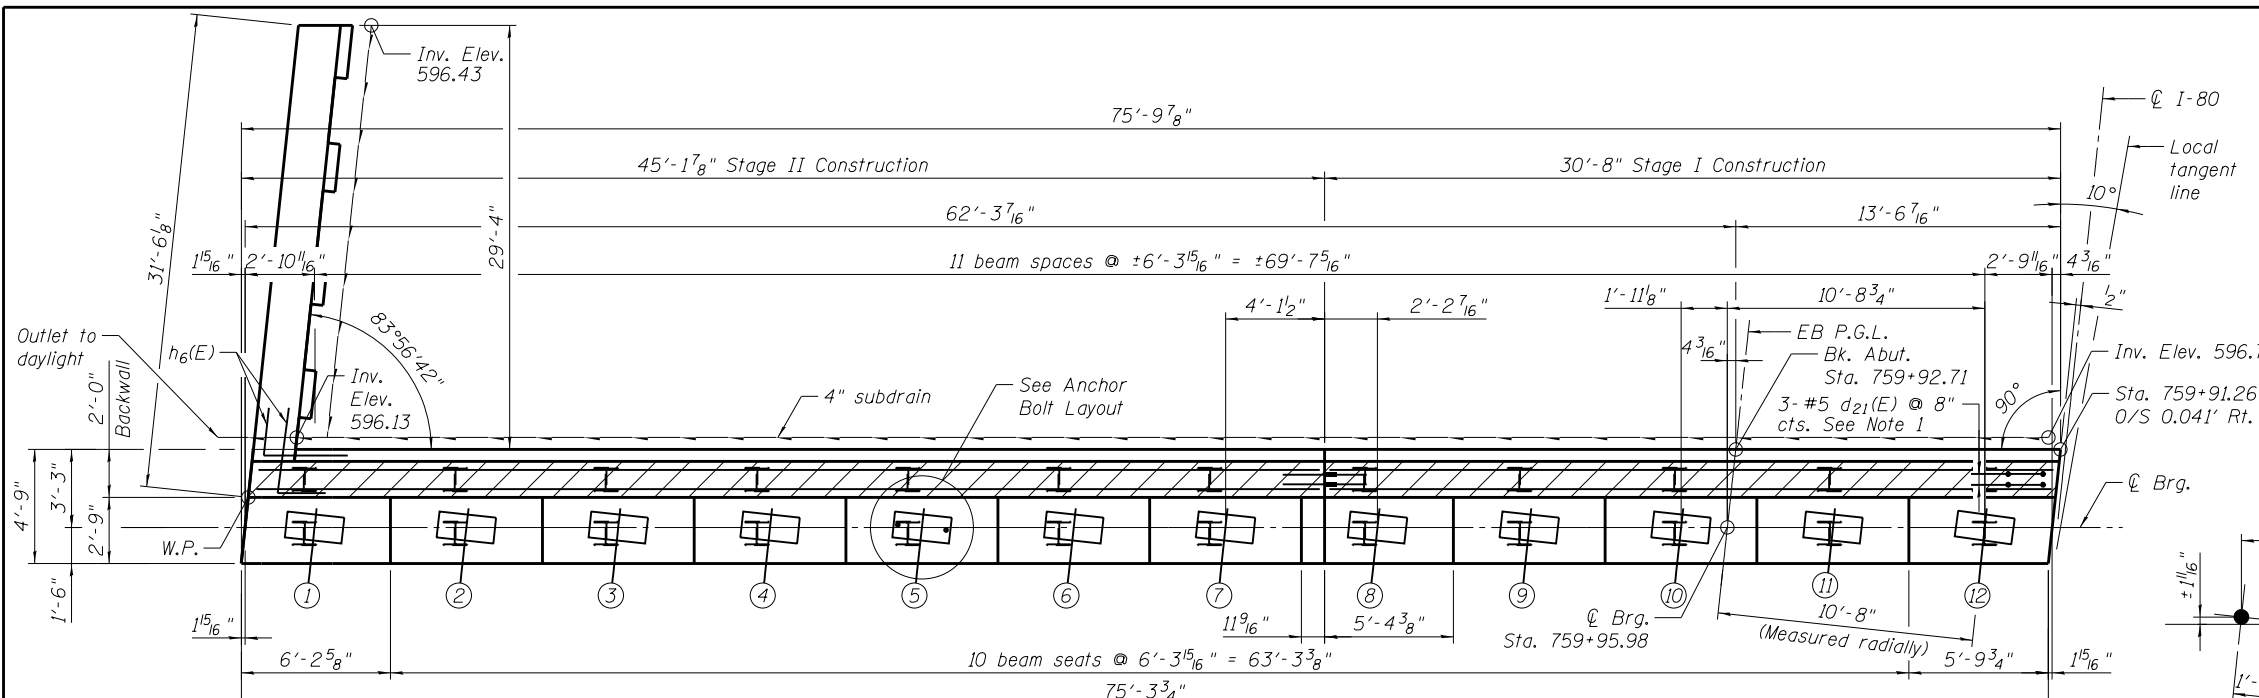 Inv. Elev.
596.43
℄ I-80
75'-9 7/8"
Local
tangent
line
45'-1 7/8" Stage II Construction
30'-8" Stage I Construction
10°
31'-6 1/8"
29'-4"
62'-3 7/16"
13'-6 7/16"
1 15/16"
2'-10 11/16"
11 beam spaces @ ±6'-3 15/16" = ±69'-7 5/16"
2'-9 11/16"
4 3/16"
4'-1 1/2"
2'-2 7/16"
1'-11 1/8"
10'-8 3/4"
1/2"
83°56'42"
Outlet to
daylight
h6(E)
EB P.G.L.
4 3/16"
Bk. Abut.
Sta. 759+92.71
Inv. Elev. 596.
2'-0"
Backwall
Inv.
Elev.
596.13
4" subdrain
See Anchor
Bolt Layout
3- #5 d21(E) @ 8"
cts. See Note 1
90°
Sta. 759+91.26
O/S 0.041' Rt.
4'-9"
3'-3"
2'-9"
1'-6"
W.P.
℄ Brg.
1
2
3
4
5
6
7
8
9
10
11
12
± 1 11/16"
1 15/16"
11 9/16"
5'-4 3/8"
℄ Brg.
Sta. 759+95.98
10'-8"
(Measured radially)
6'-2 5/8"
10 beam seats @ 6'-3 15/16" = 63'-3 3/8"
5'-9 3/4"
1 15/16"
75'-3 3/4"
1'-